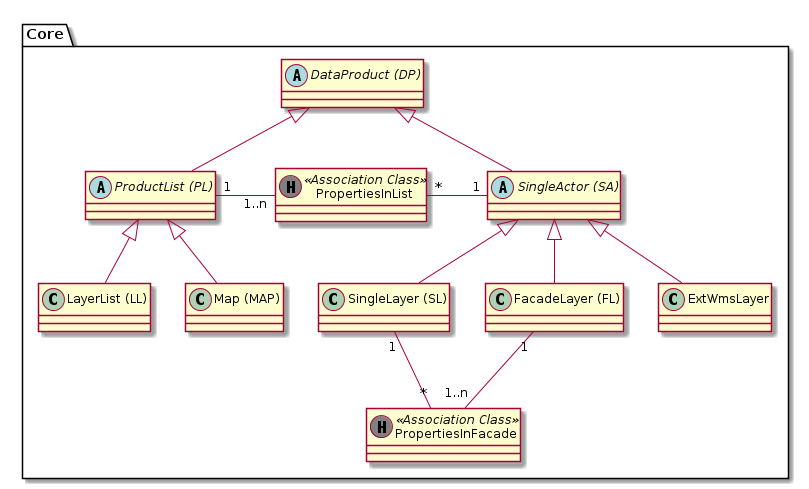 Core
A DataProduct (DP)
A ProductList (PL)
1
1..n
H «Association Class»
PropertiesInList
*
1
A SingleActor (SA)
C LayerList (LL)
C Map (MAP)
C SingleLayer (SL)
C FacadeLayer (FL)
C ExtWmsLayer
1
1
*
1..n
H «Association Class»
PropertiesInFacade